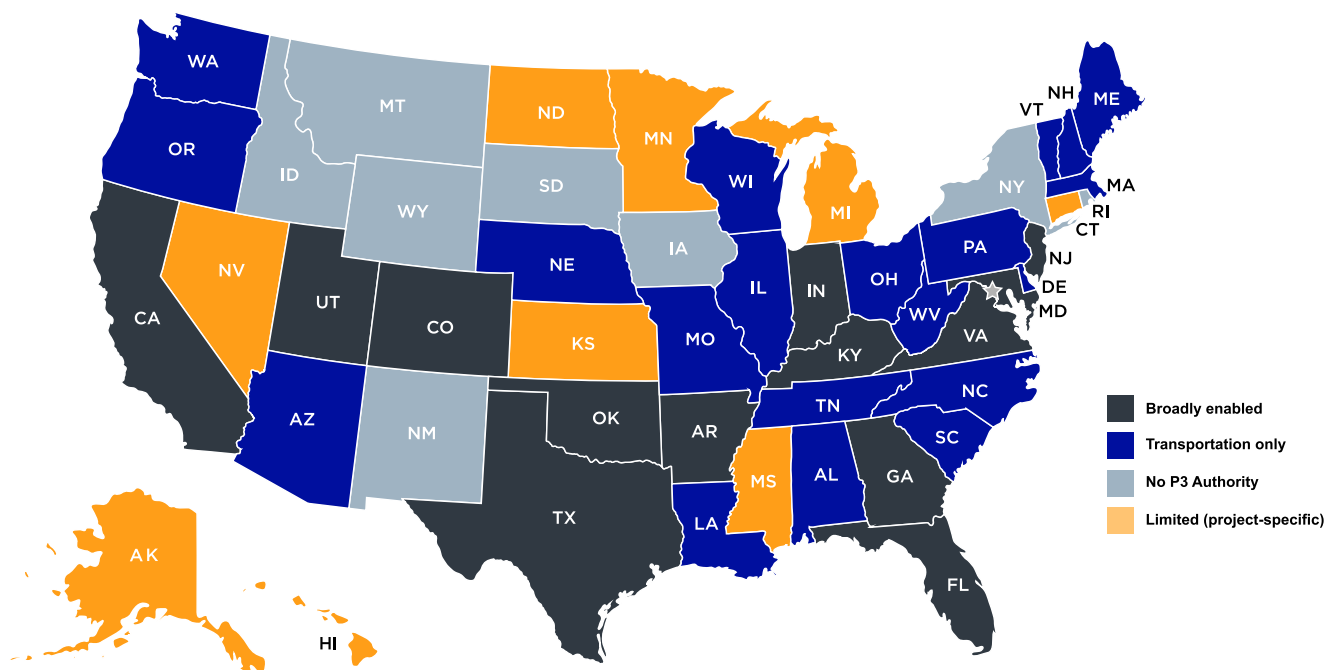 WA
OR
CA
NV
ID
MT
WY
UT
AZ
CO
NM
ND
SD
NE
KS
OK
TX
MN
IA
MO
AR
LA
WI
IL
MI
IN
OH
KY
TN
MS
AL
GA
FL
SC
NC
VA
WV
PA
NY
VT
NH
ME
MA
RI
CT
NJ
DE
MD
AK
HI
Broadly enabled
Transportation only
No P3 Authority
Limited (project-specific)